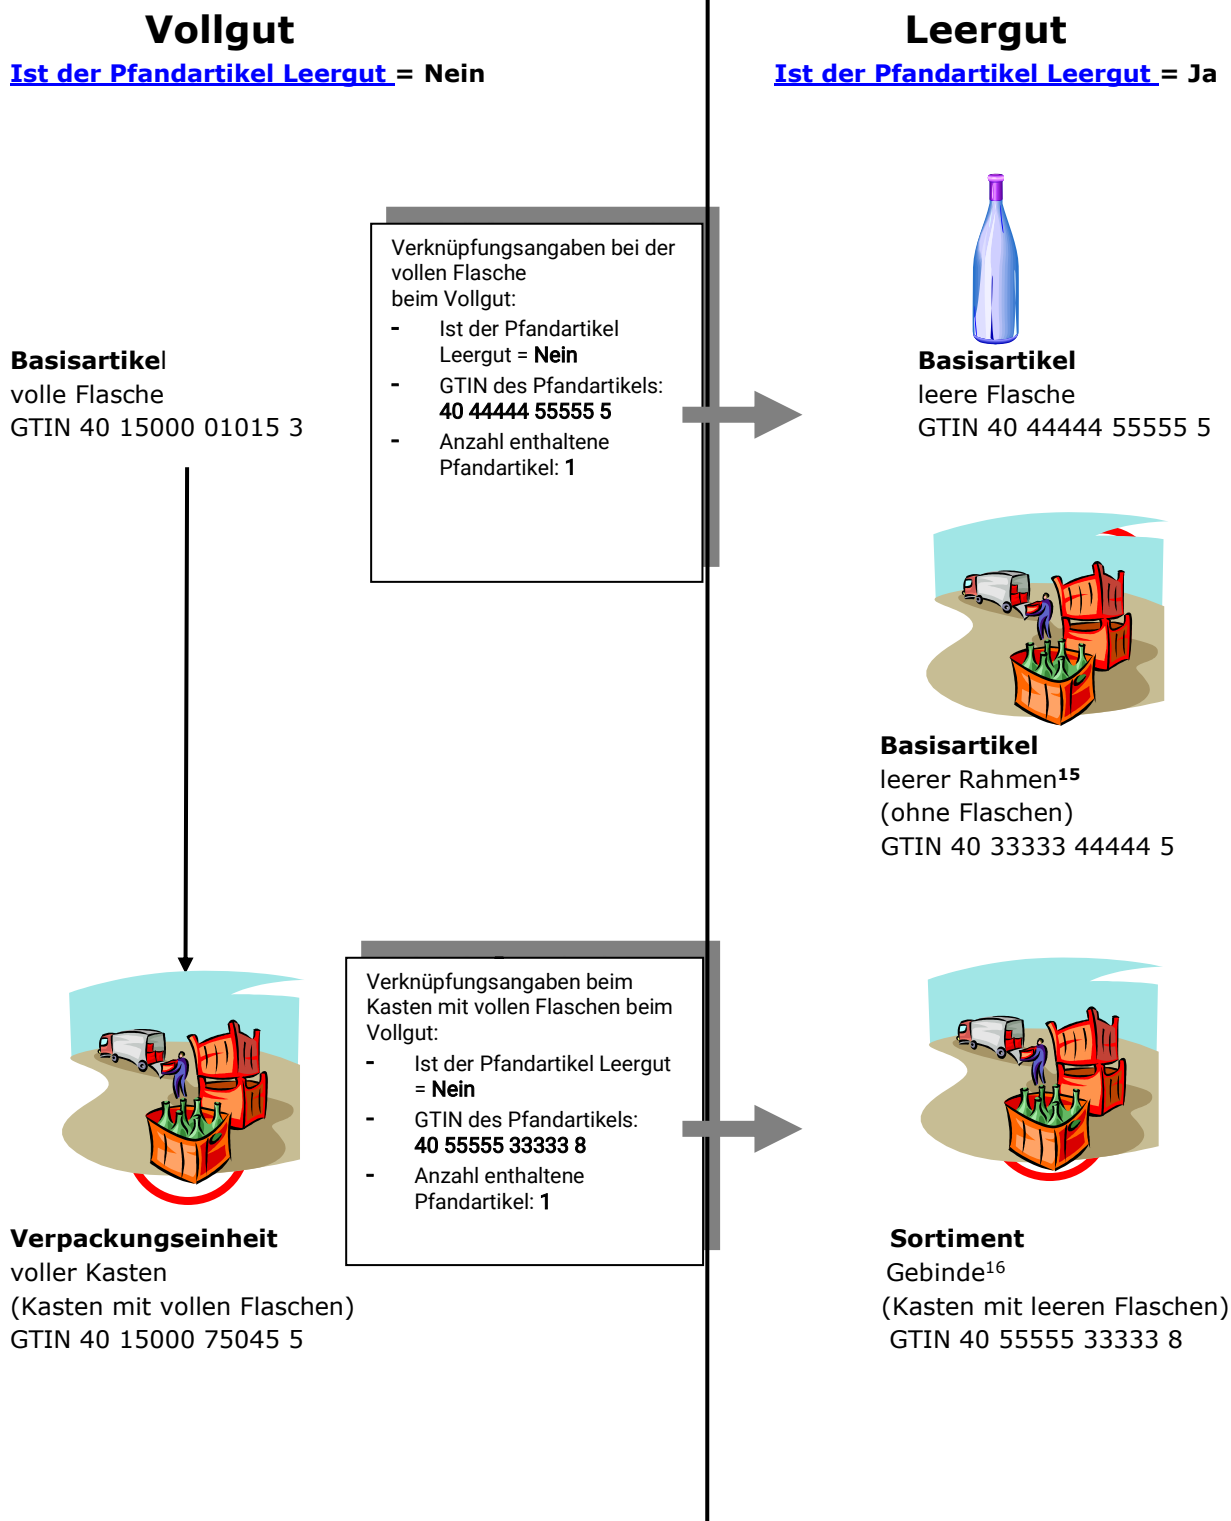 Vollgut
Ist der Pfandartikel Leergut = Nein
Leergut
Ist der Pfandartikel Leergut = Ja
Verknüpfungsangaben bei der
vollen Flasche
beim Vollgut:
- Ist der Pfandartikel
Leergut = Nein
- GTIN des Pfandartikels:
40 44444 55555 5
- Anzahl enthaltene
Pfandartikel: 1
Basisartikel
volle Flasche
GTIN 40 15000 01015 3
Basisartikel
leere Flasche
GTIN 40 44444 55555 5
Basisartikel
leerer Rahmen15
(ohne Flaschen)
GTIN 40 33333 44444 5
Verknüpfungsangaben beim
Kasten mit vollen Flaschen beim
Vollgut:
- Ist der Pfandartikel Leergut
= Nein
- GTIN des Pfandartikels:
40 55555 33333 8
- Anzahl enthaltene
Pfandartikel: 1
Verpackungseinheit
voller Kasten
(Kasten mit vollen Flaschen)
GTIN 40 15000 75045 5
Sortiment
Gebinde16
(Kasten mit leeren Flaschen)
GTIN 40 55555 33333 8